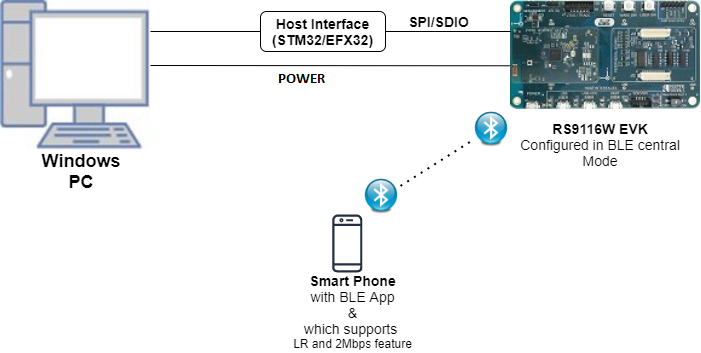 Host Interface
(STM32/EFX32)
SPI/SDIO
POWER
Windows
PC
RS9116W EVK
Configured in BLE central
Mode
Smart Phone
with BLE App
&
which supports
LR and 2Mbps feature